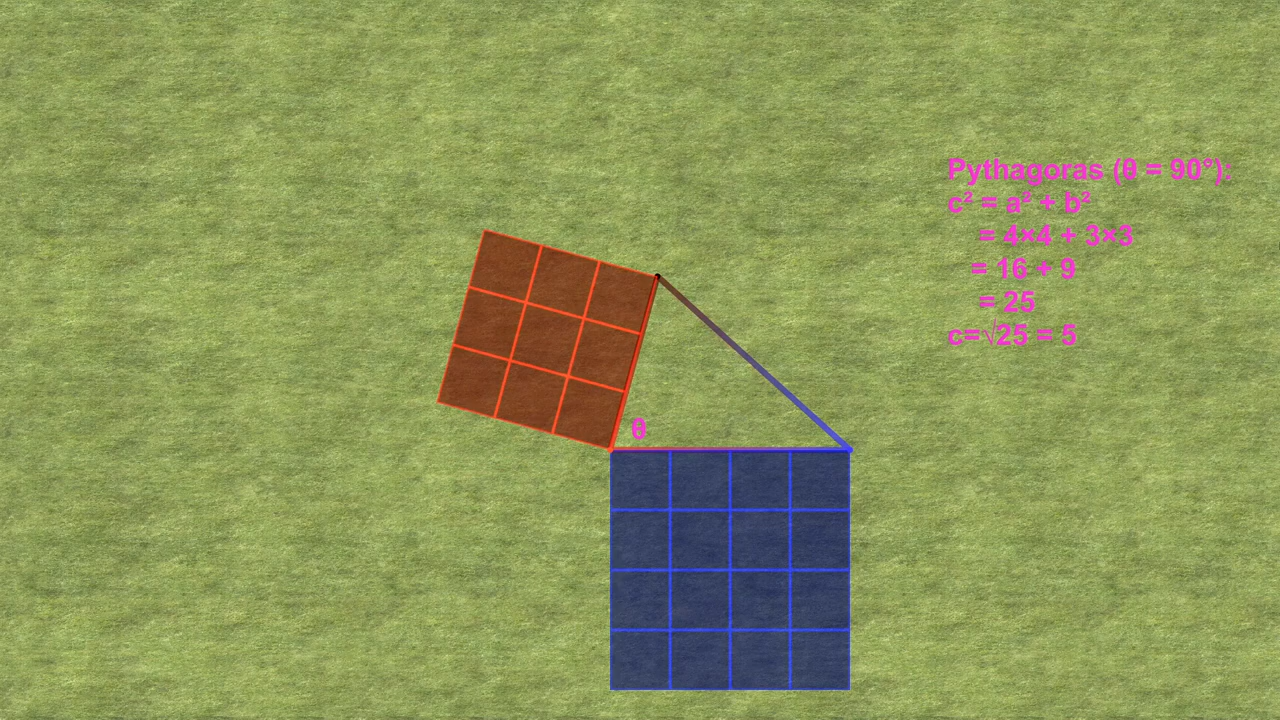 Pythagoras (θ = 90°):
c² = a² + b²
= 4×4 + 3×3
= 16 + 9
= 25
c=√25 = 5
θ